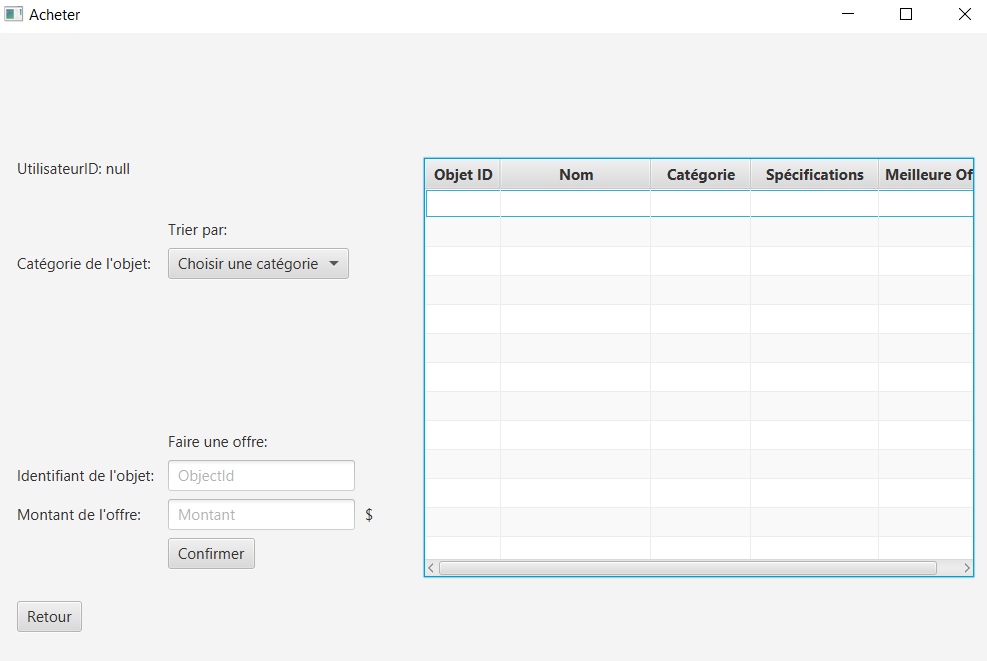 Acheter
UtilisateurID: null
Trier par:
Catégorie de l'objet:
Choisir une catégorie
Faire une offre:
Identifiant de l'objet:
ObjectId
Montant de l'offre:
Montant
$
Confirmer
Retour
Objet ID
Nom
Catégorie
Spécifications
Meilleure Of